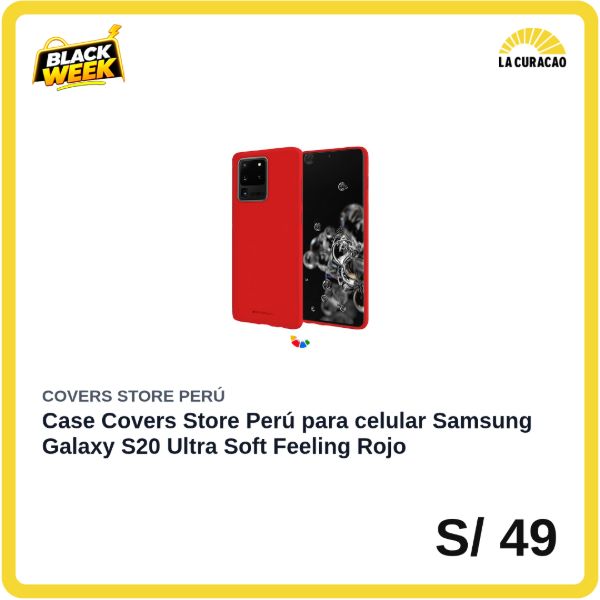 BLACK
WEEK
LA CURACAO
COVERS STORE PERÚ
Case Covers Store Perú para celular Samsung
Galaxy S20 Ultra Soft Feeling Rojo
S/ 49